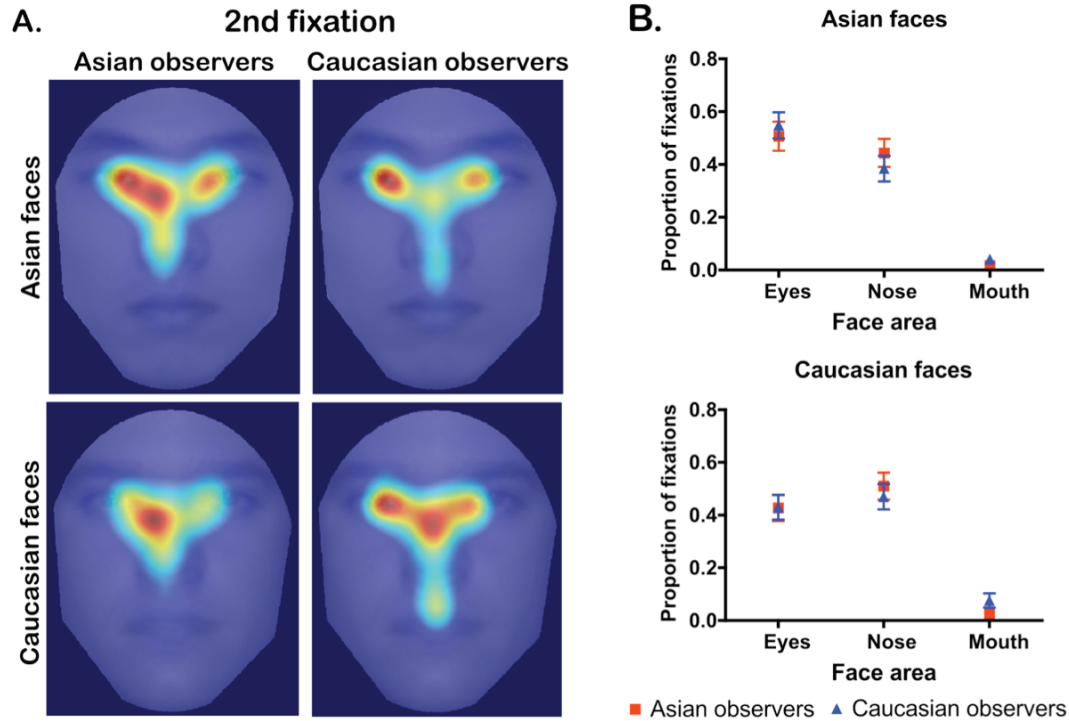 A.
2nd fixation
Asian observers
Caucasian observers
Asian faces
Caucasian faces
B.
Asian faces
Proportion of fixations
0.8
0.6
0.4
0.2
0.0
Eyes
Nose
Mouth
Face area
Caucasian faces
Proportion of fixations
0.8
0.6
0.4
0.2
0.0
Eyes
Nose
Mouth
Face area
Asian observers
Caucasian observers